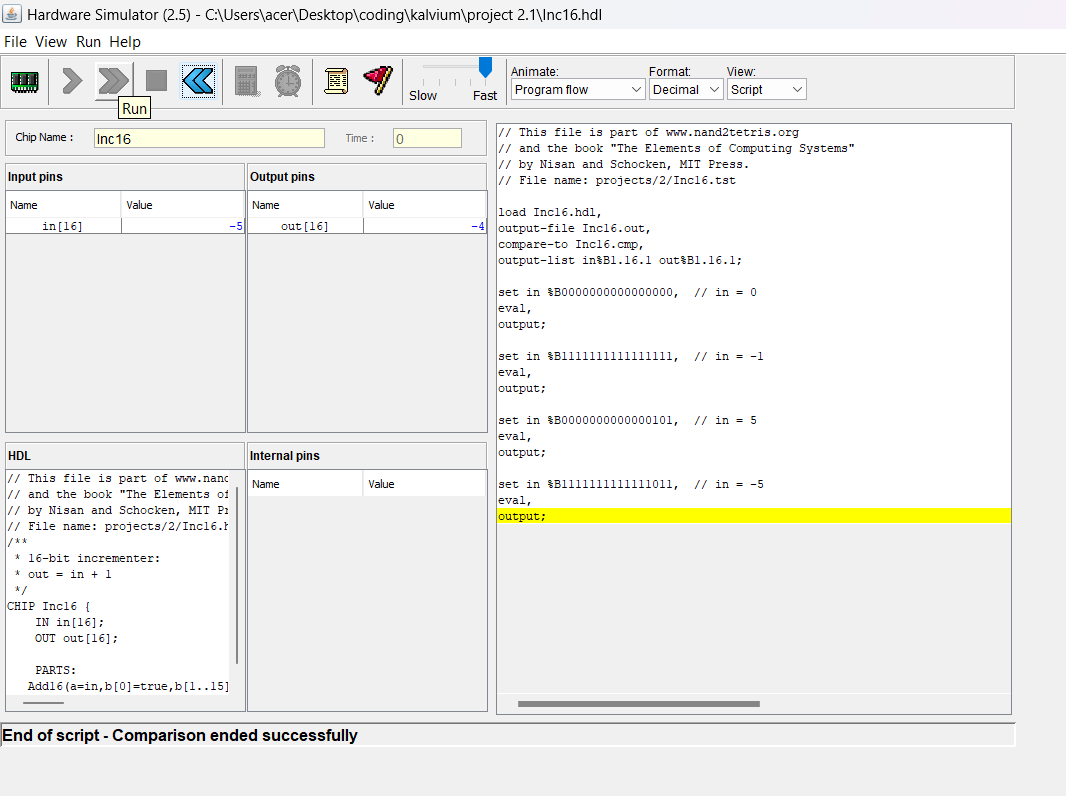 Hardware Simulator (2.5) - C:\Users\acer\Desktop\coding\kalvium\project 2.1\Inc16.hdl
File View Run Help
Slow Fast
Animate: Format: View:
Program flow Decimal Script
Run
Chip Name : Inc16 Time : 0
Input pins
Name Value
in[16] -5
Output pins
Name Value
out[16] -4
HDL
// This file is part of www.nand
// and the book "The Elements of
// by Nisan and Schocken, MIT Pr
// File name: projects/2/Inc16.h
/**
* 16-bit incrementer:
* out = in + 1
*/
CHIP Inc16 {
IN in[16];
OUT out[16];
PARTS:
Add16(a=in,b[0]=true,b[1..15]
Internal pins
Name Value
// This file is part of www.nand2tetris.org
// and the book "The Elements of Computing Systems"
// by Nisan and Schocken, MIT Press.
// File name: projects/2/Inc16.tst
load Inc16.hdl,
output-file Inc16.out,
compare-to Inc16.cmp,
output-list in%B1.16.1 out%B1.16.1;
set in %B0000000000000000, // in = 0
eval,
output;
set in %B1111111111111111, // in = -1
eval,
output;
set in %B0000000000000101, // in = 5
eval,
output;
set in %B1111111111111011, // in = -5
eval,
output;
End of script - Comparison ended successfully